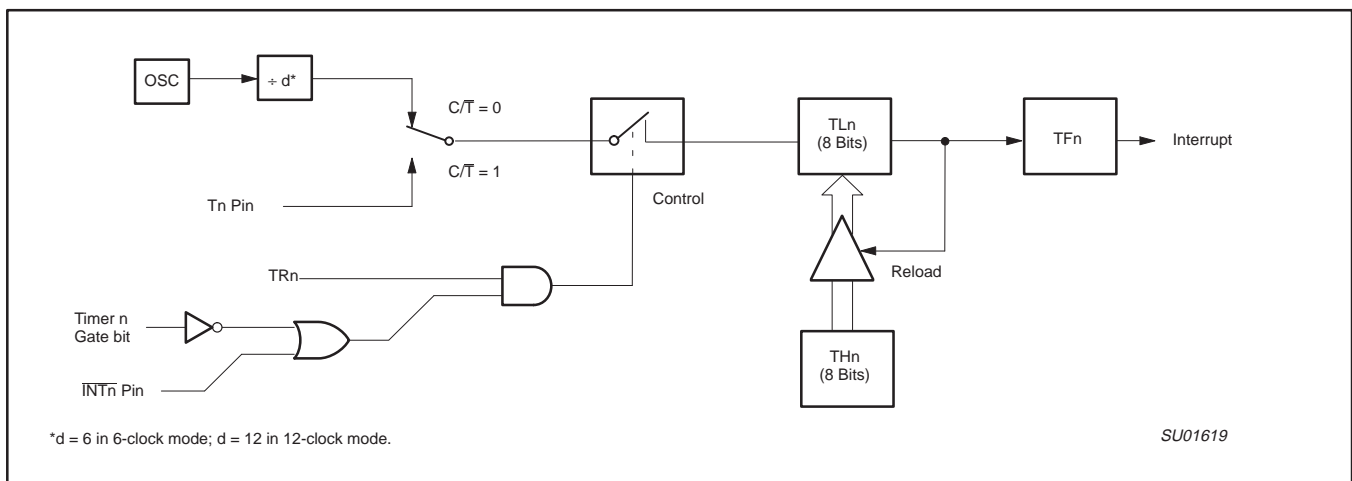 OSC
÷ d*
C/T̅ = 0
C/T̅ = 1
Tn Pin
Control
TLn
(8 Bits)
TFn
Interrupt
Reload
THn
(8 Bits)
TRn
Timer n
Gate bit
I̅N̅T̅n̅ Pin
*d = 6 in 6-clock mode; d = 12 in 12-clock mode.
SU01619